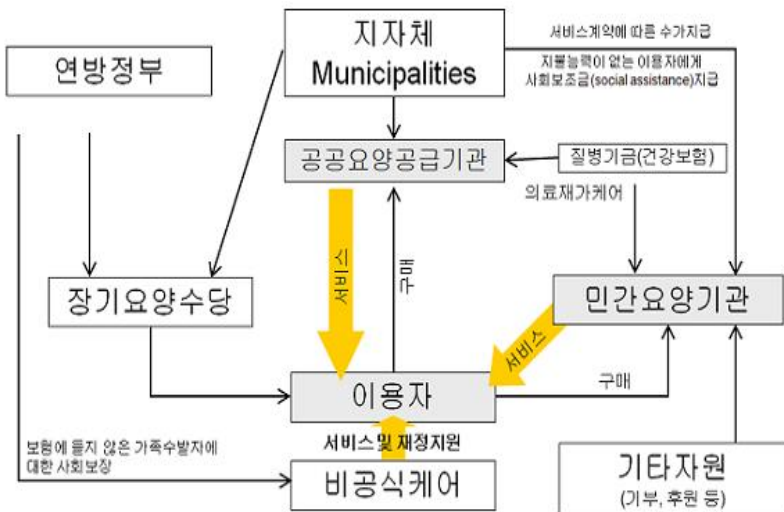 지자체
Municipalities
연방정부
서비스계약에 따른 수가지급
지불능력이 없는 이용자에게
사회보조금(social assistance)지급
공공요양공급기관
질병기금(건강보험)
의료재가케어
서비스
구매
장기요양수당
민간요양기관
서비스
이용자
구매
보험에 들지 않은 가족수발자에
대한 사회보장
서비스 및 재정지원
비공식케어
기타자원
(기부, 후원 등)